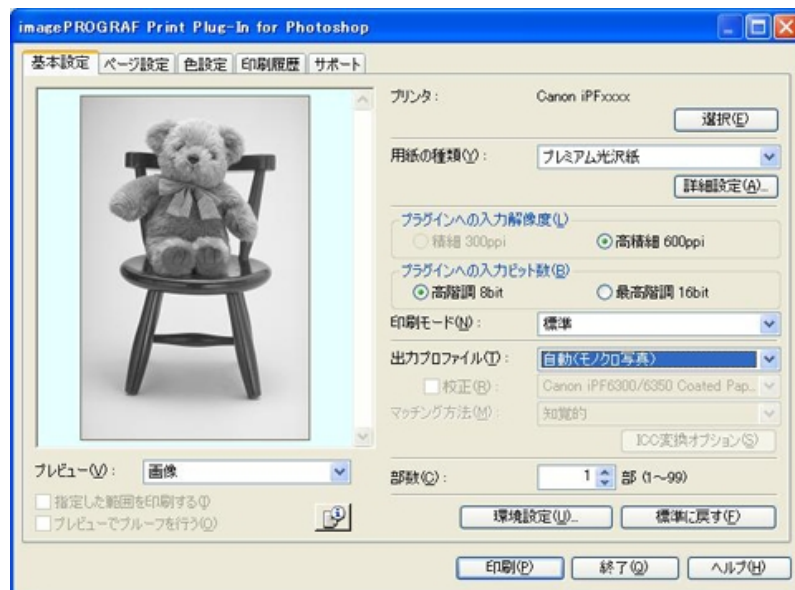 imagePROGRAF Print Plug-In for Photoshop
基本設定 ページ設定 色設定 印刷履歴 サポート
プリンタ： Canon iPFxxxx
選択(E)
用紙の種類(Y)： プレミアム光沢紙
詳細設定(A)...
プラグインへの入力解像度(L)
積細 300ppi 高積細 600ppi
プラグインへの入力ビット数(B)
高階調 8bit 最高階調 16bit
印刷モード(N)： 標準
出力プロファイル(T)： 自動(モノクロ写真)
校正(R)： Canon iPF6300/6350 Coated Pap..
マッチング方法(M)： 知覚的
ICC変換オプション(S)
プレビュー(V)： 画像
部数(C)： 1 部 (1～99)
指定した範囲を印刷する(I)
プレビューでプルーフを行う(O)
環境設定(U)... 標準に戻す(F)
印刷(P) 終了(Q) ヘルプ(H)